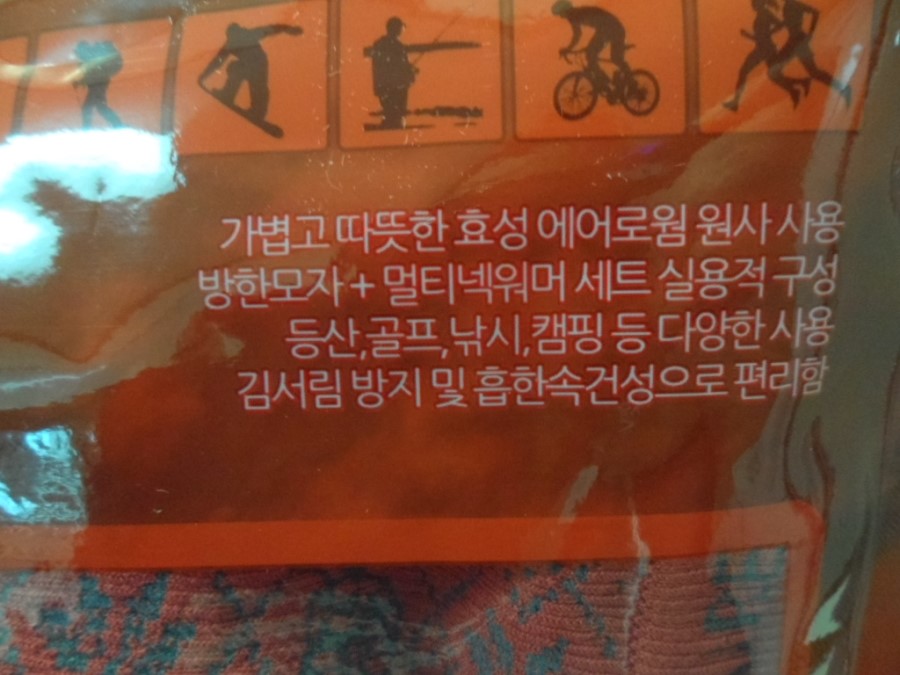 가볍고 따뜻한 효성 에어로웜 원사 사용
방한모자 + 멀티넥워머 세트 실용적 구성
등산,골프,낚시,캠핑 등 다양한 사용
김서림 방지 및 흡한속건성으로 편리함